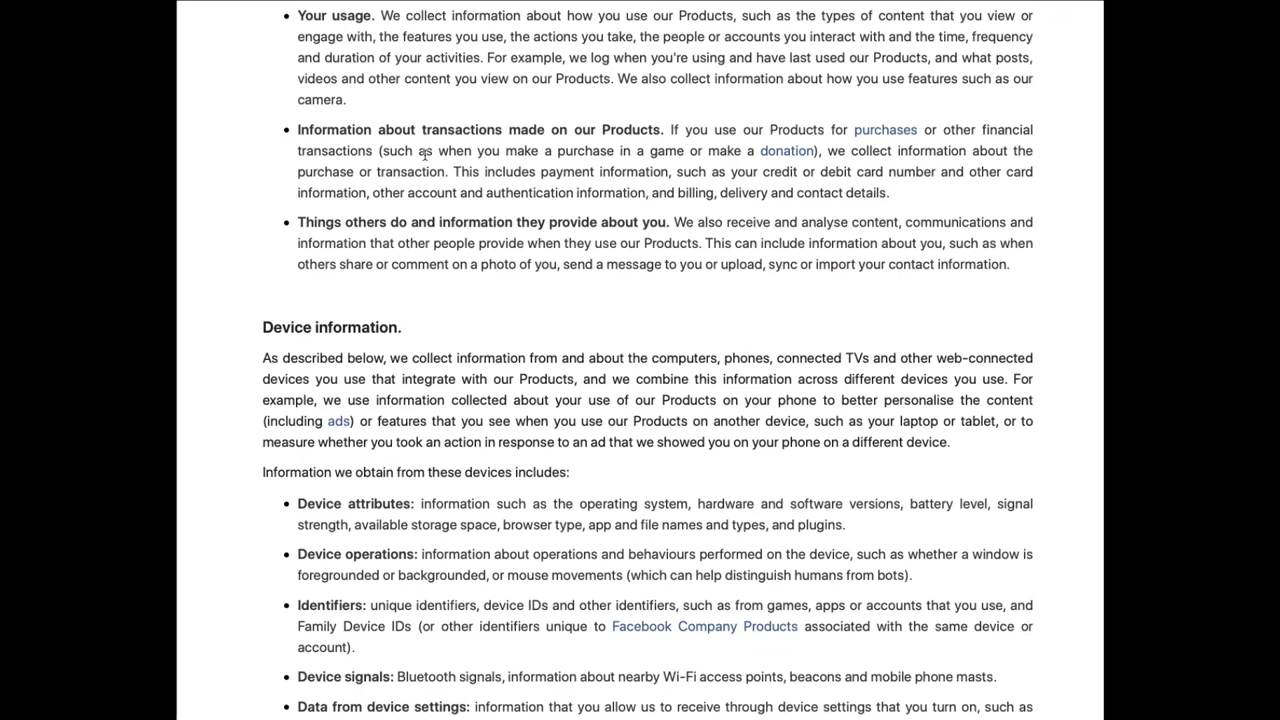 • Your usage. We collect information about how you use our Products, such as the types of content that you view or
engage with, the features you use, the actions you take, the people or accounts you interact with and the time, frequency
and duration of your activities. For example, we log when you're using and have last used our Products, and what posts,
videos and other content you view on our Products. We also collect information about how you use features such as our
camera.
• Information about transactions made on our Products. If you use our Products for purchases or other financial
transactions (such as when you make a purchase in a game or make a donation), we collect information about the
purchase or transaction. This includes payment information, such as your credit or debit card number and other card
information, other account and authentication information, and billing, delivery and contact details.
• Things others do and information they provide about you. We also receive and analyse content, communications and
information that other people provide when they use our Products. This can include information about you, such as when
others share or comment on a photo of you, send a message to you or upload, sync or import your contact information.
Device information.
As described below, we collect information from and about the computers, phones, connected TVs and other web-connected
devices you use that integrate with our Products, and we combine this information across different devices you use. For
example, we use information collected about your use of our Products on your phone to better personalise the content
(including ads) or features that you see when you use our Products on another device, such as your laptop or tablet, or to
measure whether you took an action in response to an ad that we showed you on your phone on a different device.
Information we obtain from these devices includes:
• Device attributes: information such as the operating system, hardware and software versions, battery level, signal
strength, available storage space, browser type, app and file names and types, and plugins.
• Device operations: information about operations and behaviours performed on the device, such as whether a window is
foregrounded or backgrounded, or mouse movements (which can help distinguish humans from bots).
• Identifiers: unique identifiers, device IDs and other identifiers, such as from games, apps or accounts that you use, and
Family Device IDs (or other identifiers unique to Facebook Company Products associated with the same device or
account).
• Device signals: Bluetooth signals, information about nearby Wi-Fi access points, beacons and mobile phone masts.
• Data from device settings: information that you allow us to receive through device settings that you turn on, such as